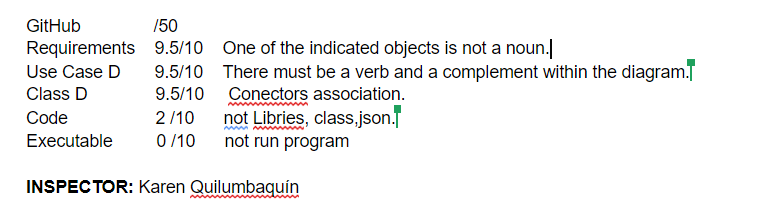 GitHub /50
Requirements 9.5/10 One of the indicated objects is not a noun.
Use Case D 9.5/10 There must be a verb and a complement within the diagram.
Class D 9.5/10 Conectors association.
Code 2 /10 not Libries, class,json.
Executable 0 /10 not run program
INSPECTOR: Karen Quilumbaquín